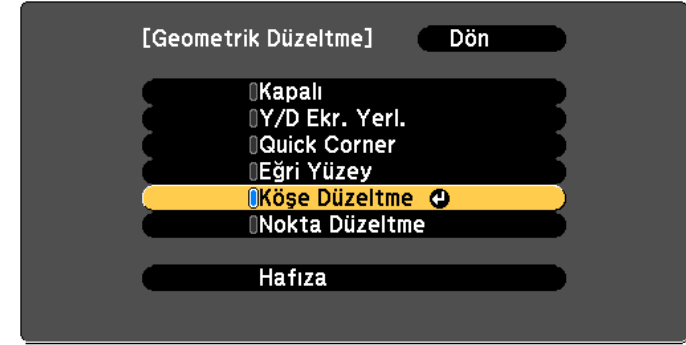 [Geometrik Düzeltme] Dön
Kapalı
Y/D Ekr. Yerl.
Quick Corner
Eğri Yüzey
Köşe Düzeltme
Nokta Düzeltme
Hafıza